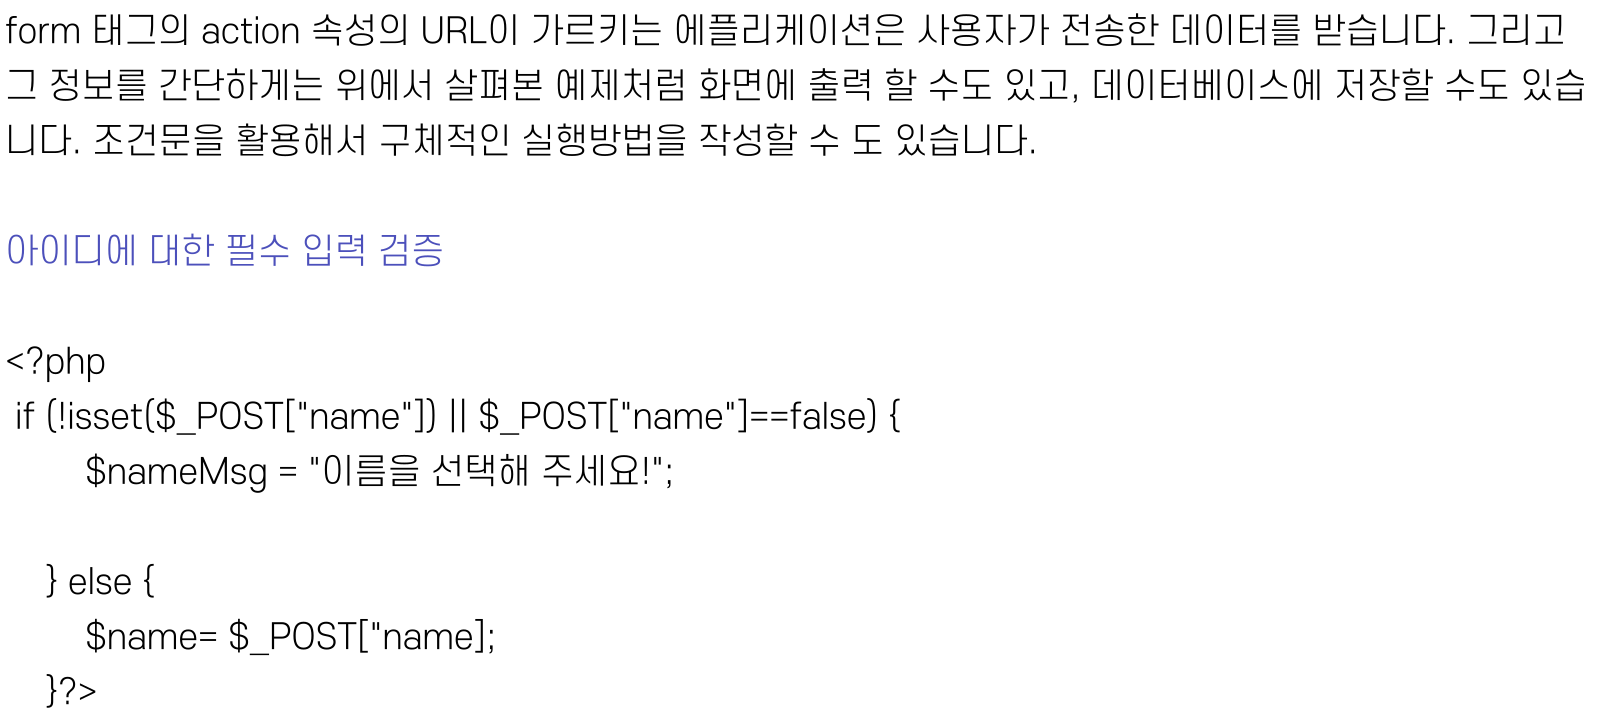 form 태그의 action 속성의 URL이 가르키는 에플리케이션은 사용자가 전송한 데이터를 받습니다. 그리고
그 정보를 간단하게는 위에서 살펴본 예제처럼 화면에 출력 할 수도 있고, 데이터베이스에 저장할 수도 있습
니다. 조건문을 활용해서 구체적인 실행방법을 작성할 수 도 있습니다.
아이디에 대한 필수 입력 검증
<?php
if (!isset($_POST["name"]) || $_POST["name"]==false) {
$nameMsg = "이름을 선택해 주세요!";
} else {
$name= $_POST["name];
}?>